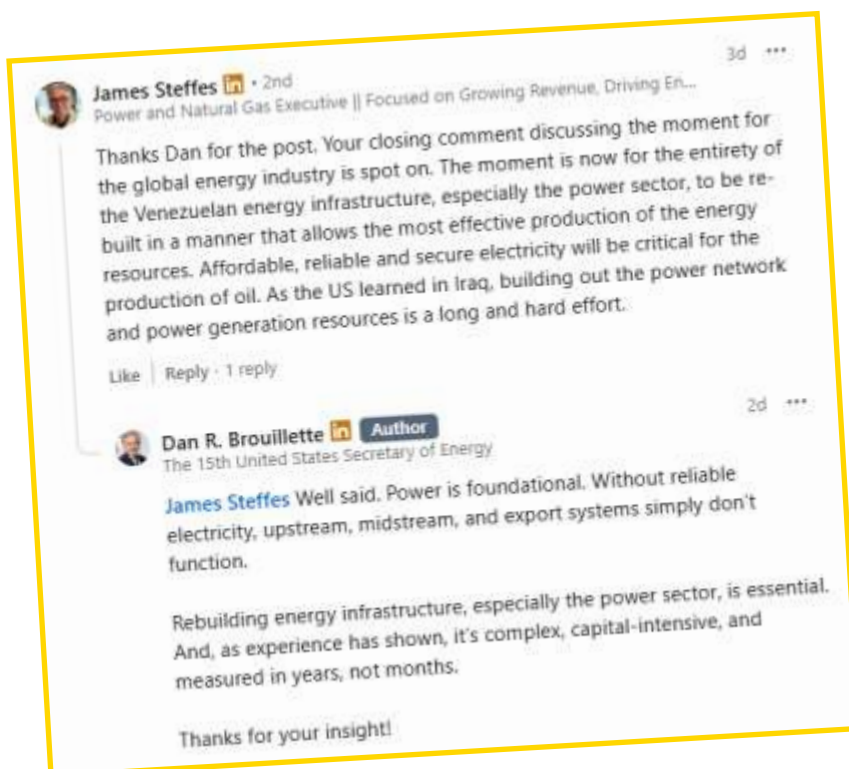 James Steffes in • 2nd
3d •••
Power and Natural Gas Executive || Focused on Growing Revenue, Driving En...
Thanks Dan for the post. Your closing comment discussing the moment for
the global energy industry is spot on. The moment is now for the entirety of
the Venezuelan energy infrastructure, especially the power sector, to be re-
built in a manner that allows the most effective production of the energy
resources. Affordable, reliable and secure electricity will be critical for the
production of oil. As the US learned in Iraq, building out the power network
and power generation resources is a long and hard effort.
Like | Reply · 1 reply
Dan R. Brouillette in Author
2d •••
The 15th United States Secretary of Energy
James Steffes Well said. Power is foundational. Without reliable
electricity, upstream, midstream, and export systems simply don't
function.
Rebuilding energy infrastructure, especially the power sector, is essential.
And, as experience has shown, it's complex, capital-intensive, and
measured in years, not months.
Thanks for your insight!